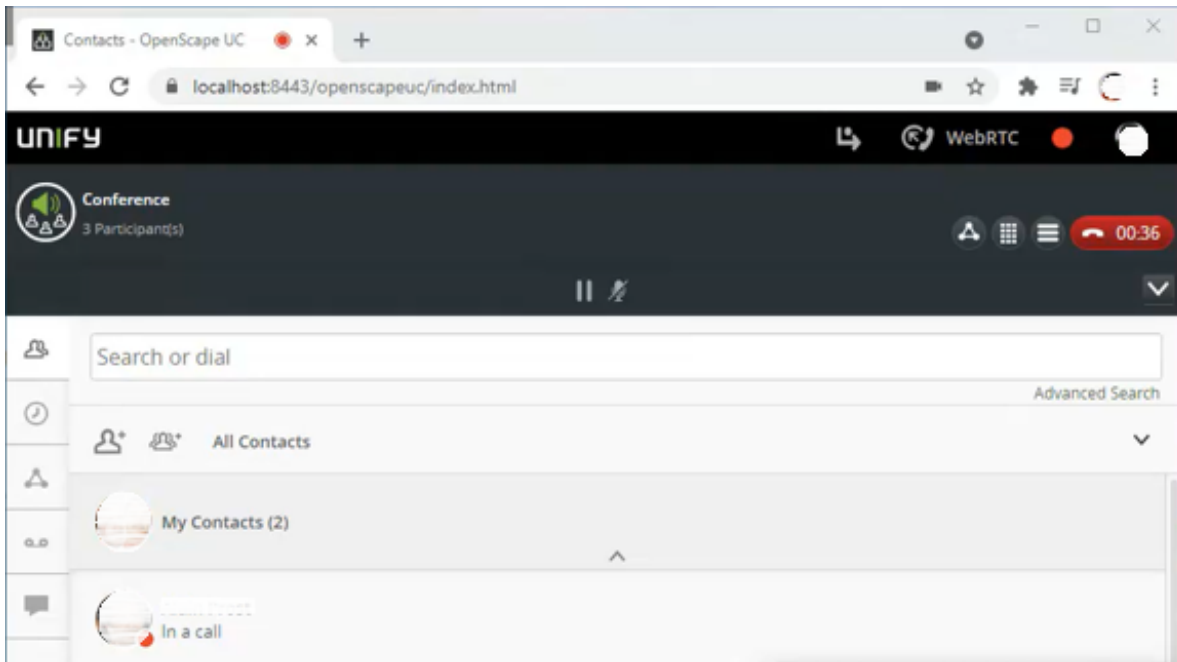 Contacts - OpenScape UC
localhost:8443/openscapeuc/index.html
UNIFY
WebRTC
Conference
3 Participant(s)
00:36
Search or dial
Advanced Search
All Contacts
My Contacts (2)
In a call